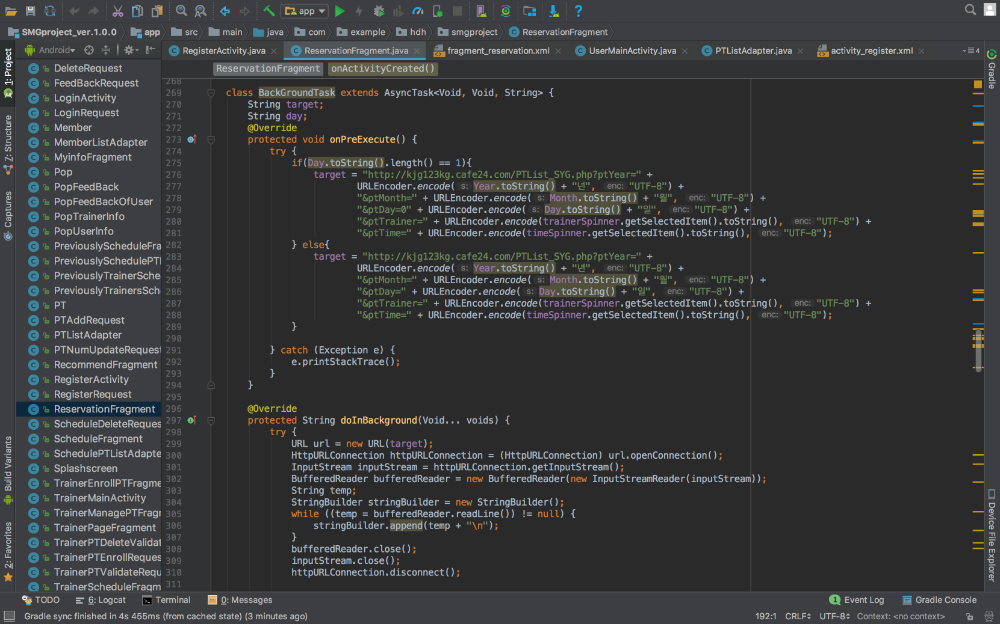 app
SMGproject_ver.1.0.0 app src main java com example hdh smgproject ReservationFragment
Android
RegisterActivity.java ReservationFragment.java fragment_reservation.xml UserMainActivity.java PTListAdapter.java activity_register.xml 4
ReservationFragment onActivityCreated()
1: Project
Z: Structure
Captures
Build Variants
2: Favorites
DeleteRequest
FeedBackRequest
LoginActivity
LoginRequest
Member
MemberListAdapter
MyinfoFragment
Pop
PopFeedBack
PopFeedBackOfUser
PopTrainerInfo
PopUserInfo
PreviouslyScheduleFra
PreviouslySchedulePTI
PreviouslyTrainerSche
PreviouslyTrainersSch
PT
PTAddRequest
PTListAdapter
PTNumUpdateRequest
RecommendFragment
RegisterActivity
RegisterRequest
ReservationFragment
ScheduleDeleteReques
ScheduleFragment
SchedulePTListAdapte
Splashscreen
TrainerEnrollPTFragme
TrainerMainActivity
TrainerManagePTFragr
TrainerPageFragment
TrainerPTDeleteValidat
TrainerPTEnrollReques
TrainerPTValidateRequ
TrainerScheduleFragm
268
269 class BackGroundTask extends AsyncTask<Void, Void, String> {
270 String target;
271 String day;
272 @Override
273 protected void onPreExecute() {
274 try {
275 if(Day.toString().length() == 1){
276 target = "http://kjg123kg.cafe24.com/PTList_SYG.php?ptYear=" +
277 URLEncoder.encode( s: Year.toString() + "년", enc: "UTF-8") +
278 "&ptMonth=" + URLEncoder.encode( s: Month.toString() + "월", enc: "UTF-8") +
279 "&ptDay=0" + URLEncoder.encode( s: Day.toString() + "일", enc: "UTF-8") +
280 "&ptTrainer=" + URLEncoder.encode(trainerSpinner.getSelectedItem().toString(), enc: "UTF-8") +
281 "&ptTime=" + URLEncoder.encode(timeSpinner.getSelectedItem().toString(), enc: "UTF-8");
282 } else{
283 target = "http://kjg123kg.cafe24.com/PTList_SYG.php?ptYear=" +
284 URLEncoder.encode( s: Year.toString() + "년", enc: "UTF-8") +
285 "&ptMonth=" + URLEncoder.encode( s: Month.toString() + "월", enc: "UTF-8") +
286 "&ptDay=" + URLEncoder.encode( s: Day.toString() + "일", enc: "UTF-8") +
287 "&ptTrainer=" + URLEncoder.encode(trainerSpinner.getSelectedItem().toString(), enc: "UTF-8") +
288 "&ptTime=" + URLEncoder.encode(timeSpinner.getSelectedItem().toString(), enc: "UTF-8");
289 }
290
291 } catch (Exception e) {
292 e.printStackTrace();
293 }
294 }
295
296 @Override
297 protected String doInBackground(Void... voids) {
298 try {
299 URL url = new URL(target);
300 HttpURLConnection httpURLConnection = (HttpURLConnection) url.openConnection();
301 InputStream inputStream = httpURLConnection.getInputStream();
302 BufferedReader bufferedReader = new BufferedReader(new InputStreamReader(inputStream));
303 String temp;
304 StringBuilder stringBuilder = new StringBuilder();
305 while ((temp = bufferedReader.readLine()) != null) {
306 stringBuilder.append(temp + "\n");
307 }
308 bufferedReader.close();
309 inputStream.close();
310 httpURLConnection.disconnect();
311
Gradle
Device File Explorer
TODO 6: Logcat Terminal 0: Messages 1 Event Log Gradle Console
Gradle sync finished in 4s 455ms (from cached state) (3 minutes ago) 192:1 CRLF UTF-8 Context: <no context>